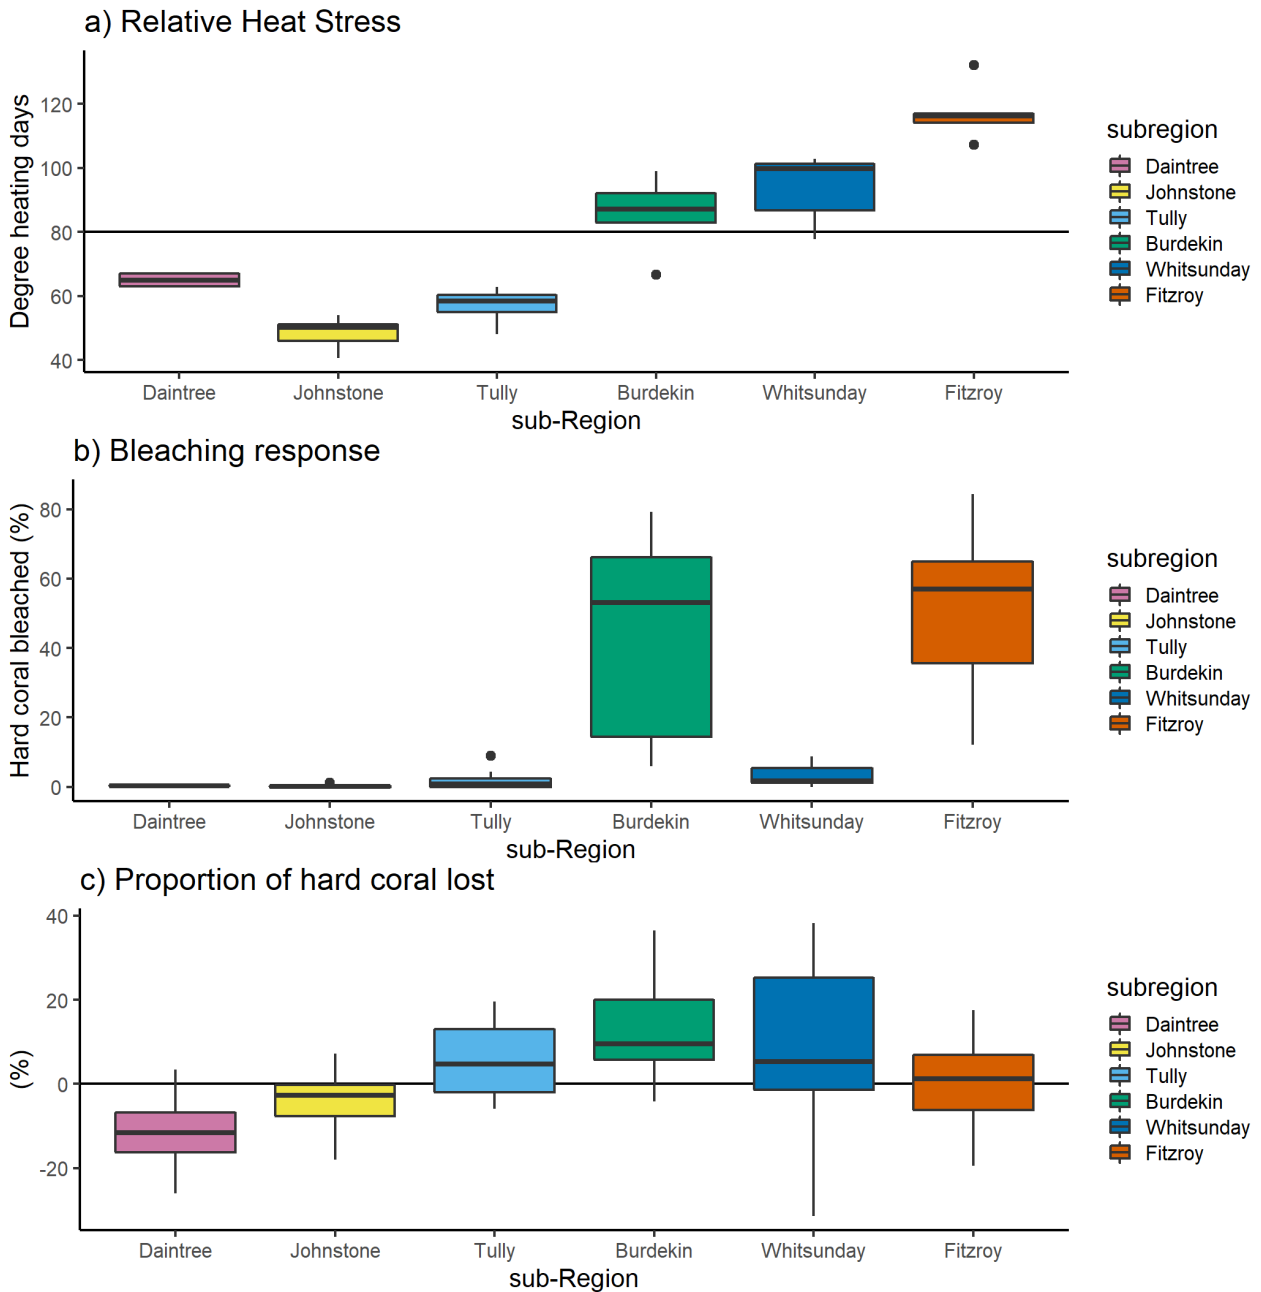 a) Relative Heat Stress
Degree heating days
120
100
80
60
40
Daintree Johnstone Tully Burdekin Whitsunday Fitzroy
sub-Region
subregion
Daintree
Johnstone
Tully
Burdekin
Whitsunday
Fitzroy
b) Bleaching response
Hard coral bleached (%)
80
60
40
20
0
Daintree Johnstone Tully Burdekin Whitsunday Fitzroy
sub-Region
subregion
Daintree
Johnstone
Tully
Burdekin
Whitsunday
Fitzroy
c) Proportion of hard coral lost
(%)
40
20
0
-20
Daintree Johnstone Tully Burdekin Whitsunday Fitzroy
sub-Region
subregion
Daintree
Johnstone
Tully
Burdekin
Whitsunday
Fitzroy